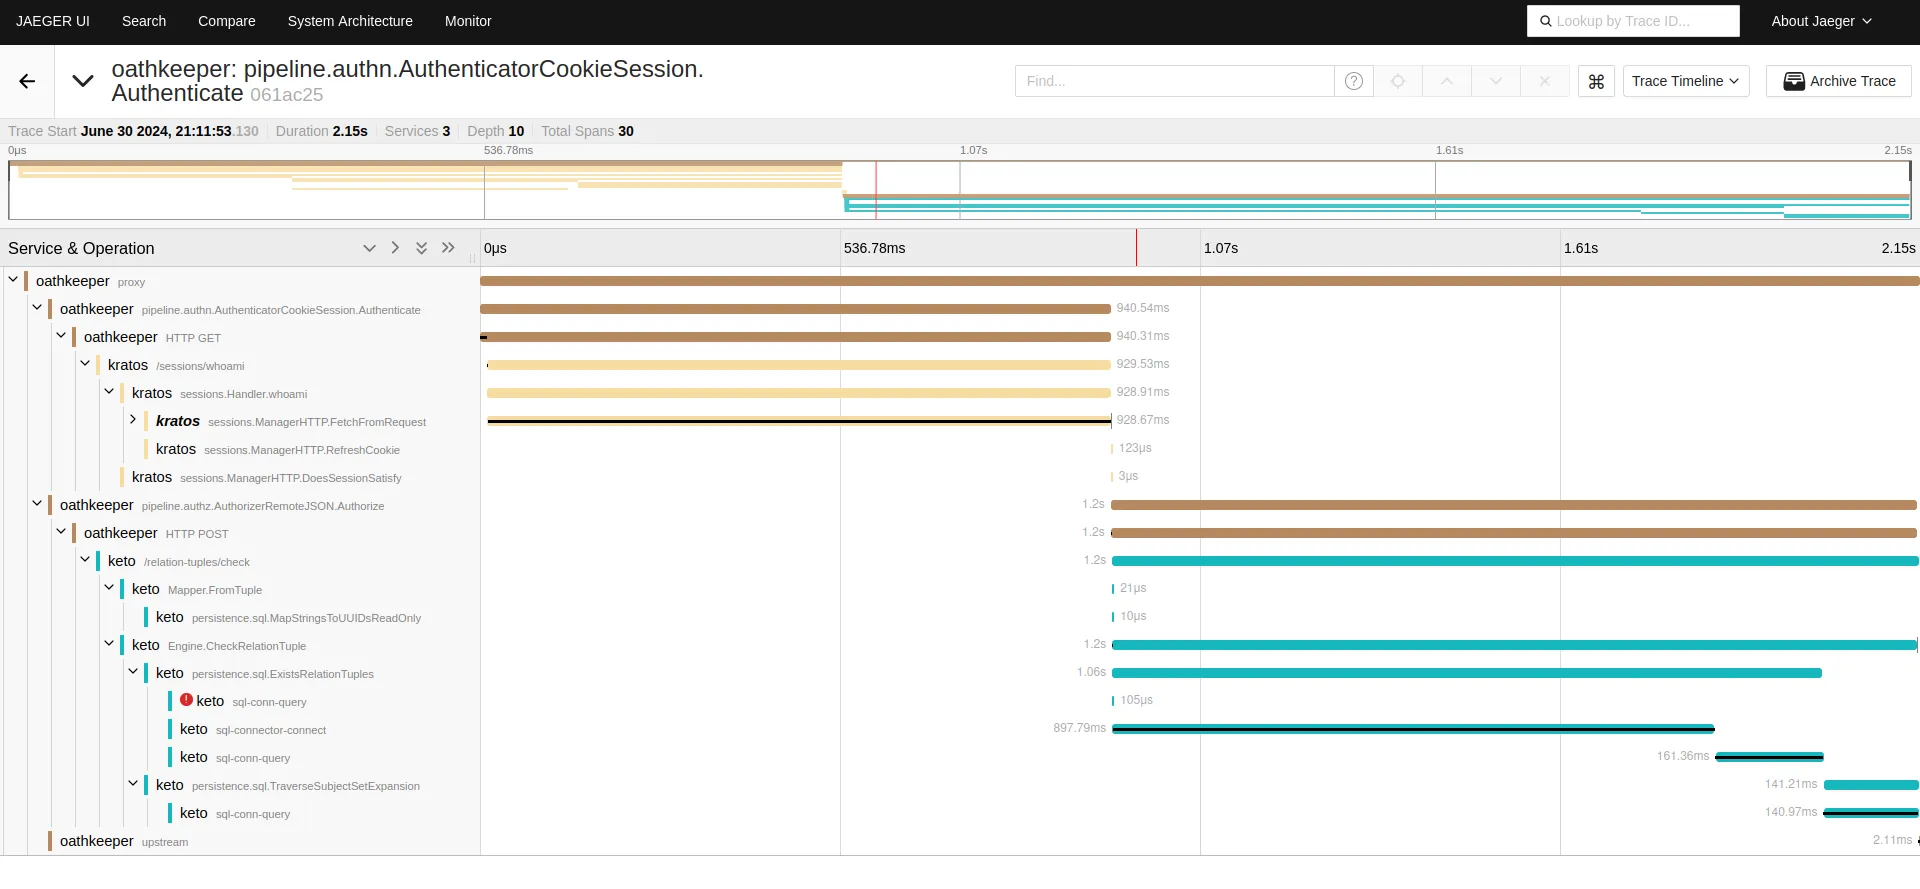 JAEGER UI Search Compare System Architecture Monitor Lookup by Trace ID... About Jaeger
oathkeeper: pipeline.authn.AuthenticatorCookieSession.
Authenticate 061ac25
Find... ? ⌘ Trace Timeline Archive Trace
Trace Start June 30 2024, 21:11:53.130 Duration 2.15s Services 3 Depth 10 Total Spans 30
0μs 536.78ms 1.07s 1.61s 2.15s
Service & Operation 0μs 536.78ms 1.07s 1.61s 2.15s
oathkeeper proxy
oathkeeper pipeline.authn.AuthenticatorCookieSession.Authenticate 940.54ms
oathkeeper HTTP GET 940.31ms
kratos /sessions/whoami 929.53ms
kratos sessions.Handler.whoami 928.91ms
kratos sessions.ManagerHTTP.FetchFromRequest 928.67ms
kratos sessions.ManagerHTTP.RefreshCookie 123μs
kratos sessions.ManagerHTTP.DoesSessionSatisfy 3μs
oathkeeper pipeline.authz.AuthorizerRemoteJSON.Authorize 1.2s
oathkeeper HTTP POST 1.2s
keto /relation-tuples/check 1.2s
keto Mapper.FromTuple 21μs
keto persistence.sql.MapStringsToUUIDsReadOnly 10μs
keto Engine.CheckRelationTuple 1.2s
keto persistence.sql.ExistsRelationTuples 1.06s
! keto sql-conn-query 105μs
keto sql-connector-connect 897.79ms
keto sql-conn-query 161.36ms
keto persistence.sql.TraverseSubjectSetExpansion 141.21ms
keto sql-conn-query 140.97ms
oathkeeper upstream 2.11ms